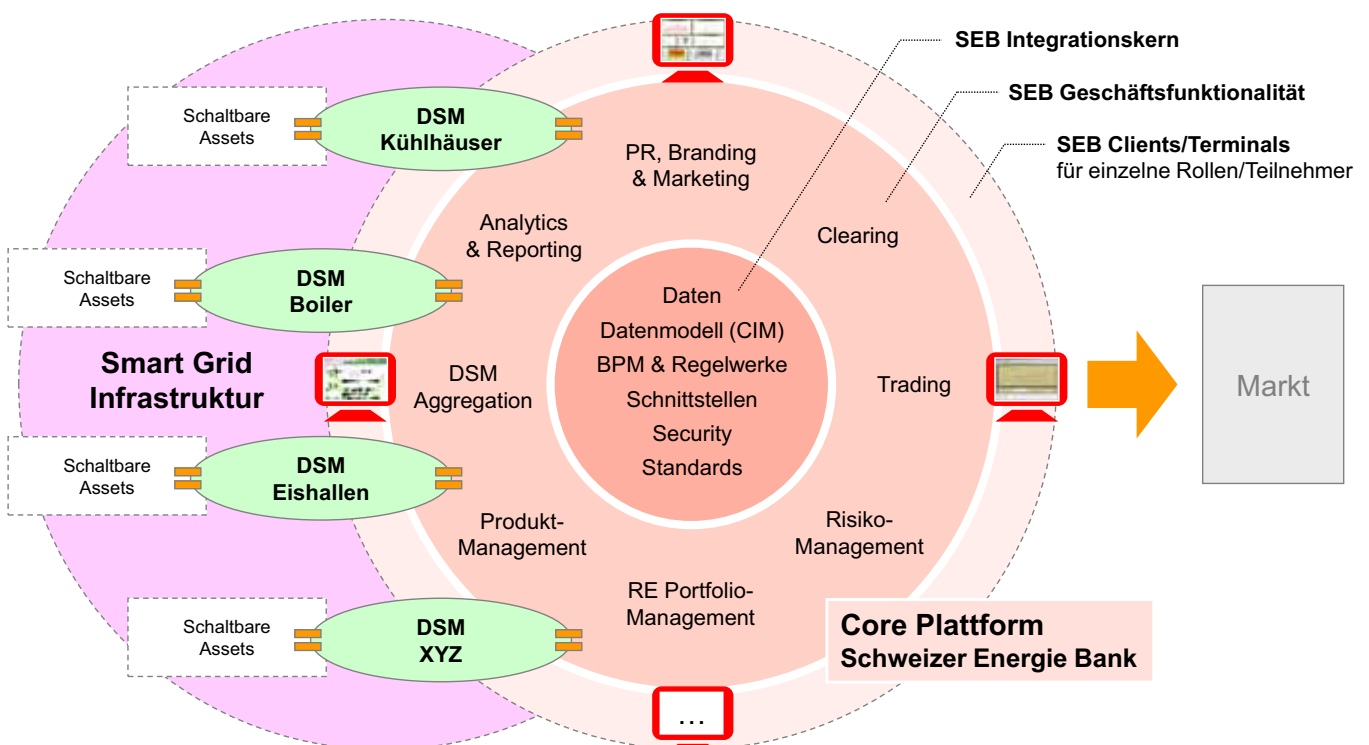 SEB Integrationskern
SEB Geschäftsfunktionalität
SEB Clients/Terminals
für einzelne Rollen/Teilnehmer
Schaltbare
Assets
DSM
Kühlhäuser
PR, Branding
& Marketing
Analytics
& Reporting
Clearing
Schaltbare
Assets
DSM
Boiler
Daten
Datenmodell (CIM)
BPM & Regelwerke
Schnittstellen
Security
Standards
Smart Grid
Infrastruktur
DSM
Aggregation
Trading
Markt
Schaltbare
Assets
DSM
Eishallen
Produkt-
Management
Risiko-
Management
RE Portfolio-
Management
Schaltbare
Assets
DSM
XYZ
Core Plattform
Schweizer Energie Bank
...